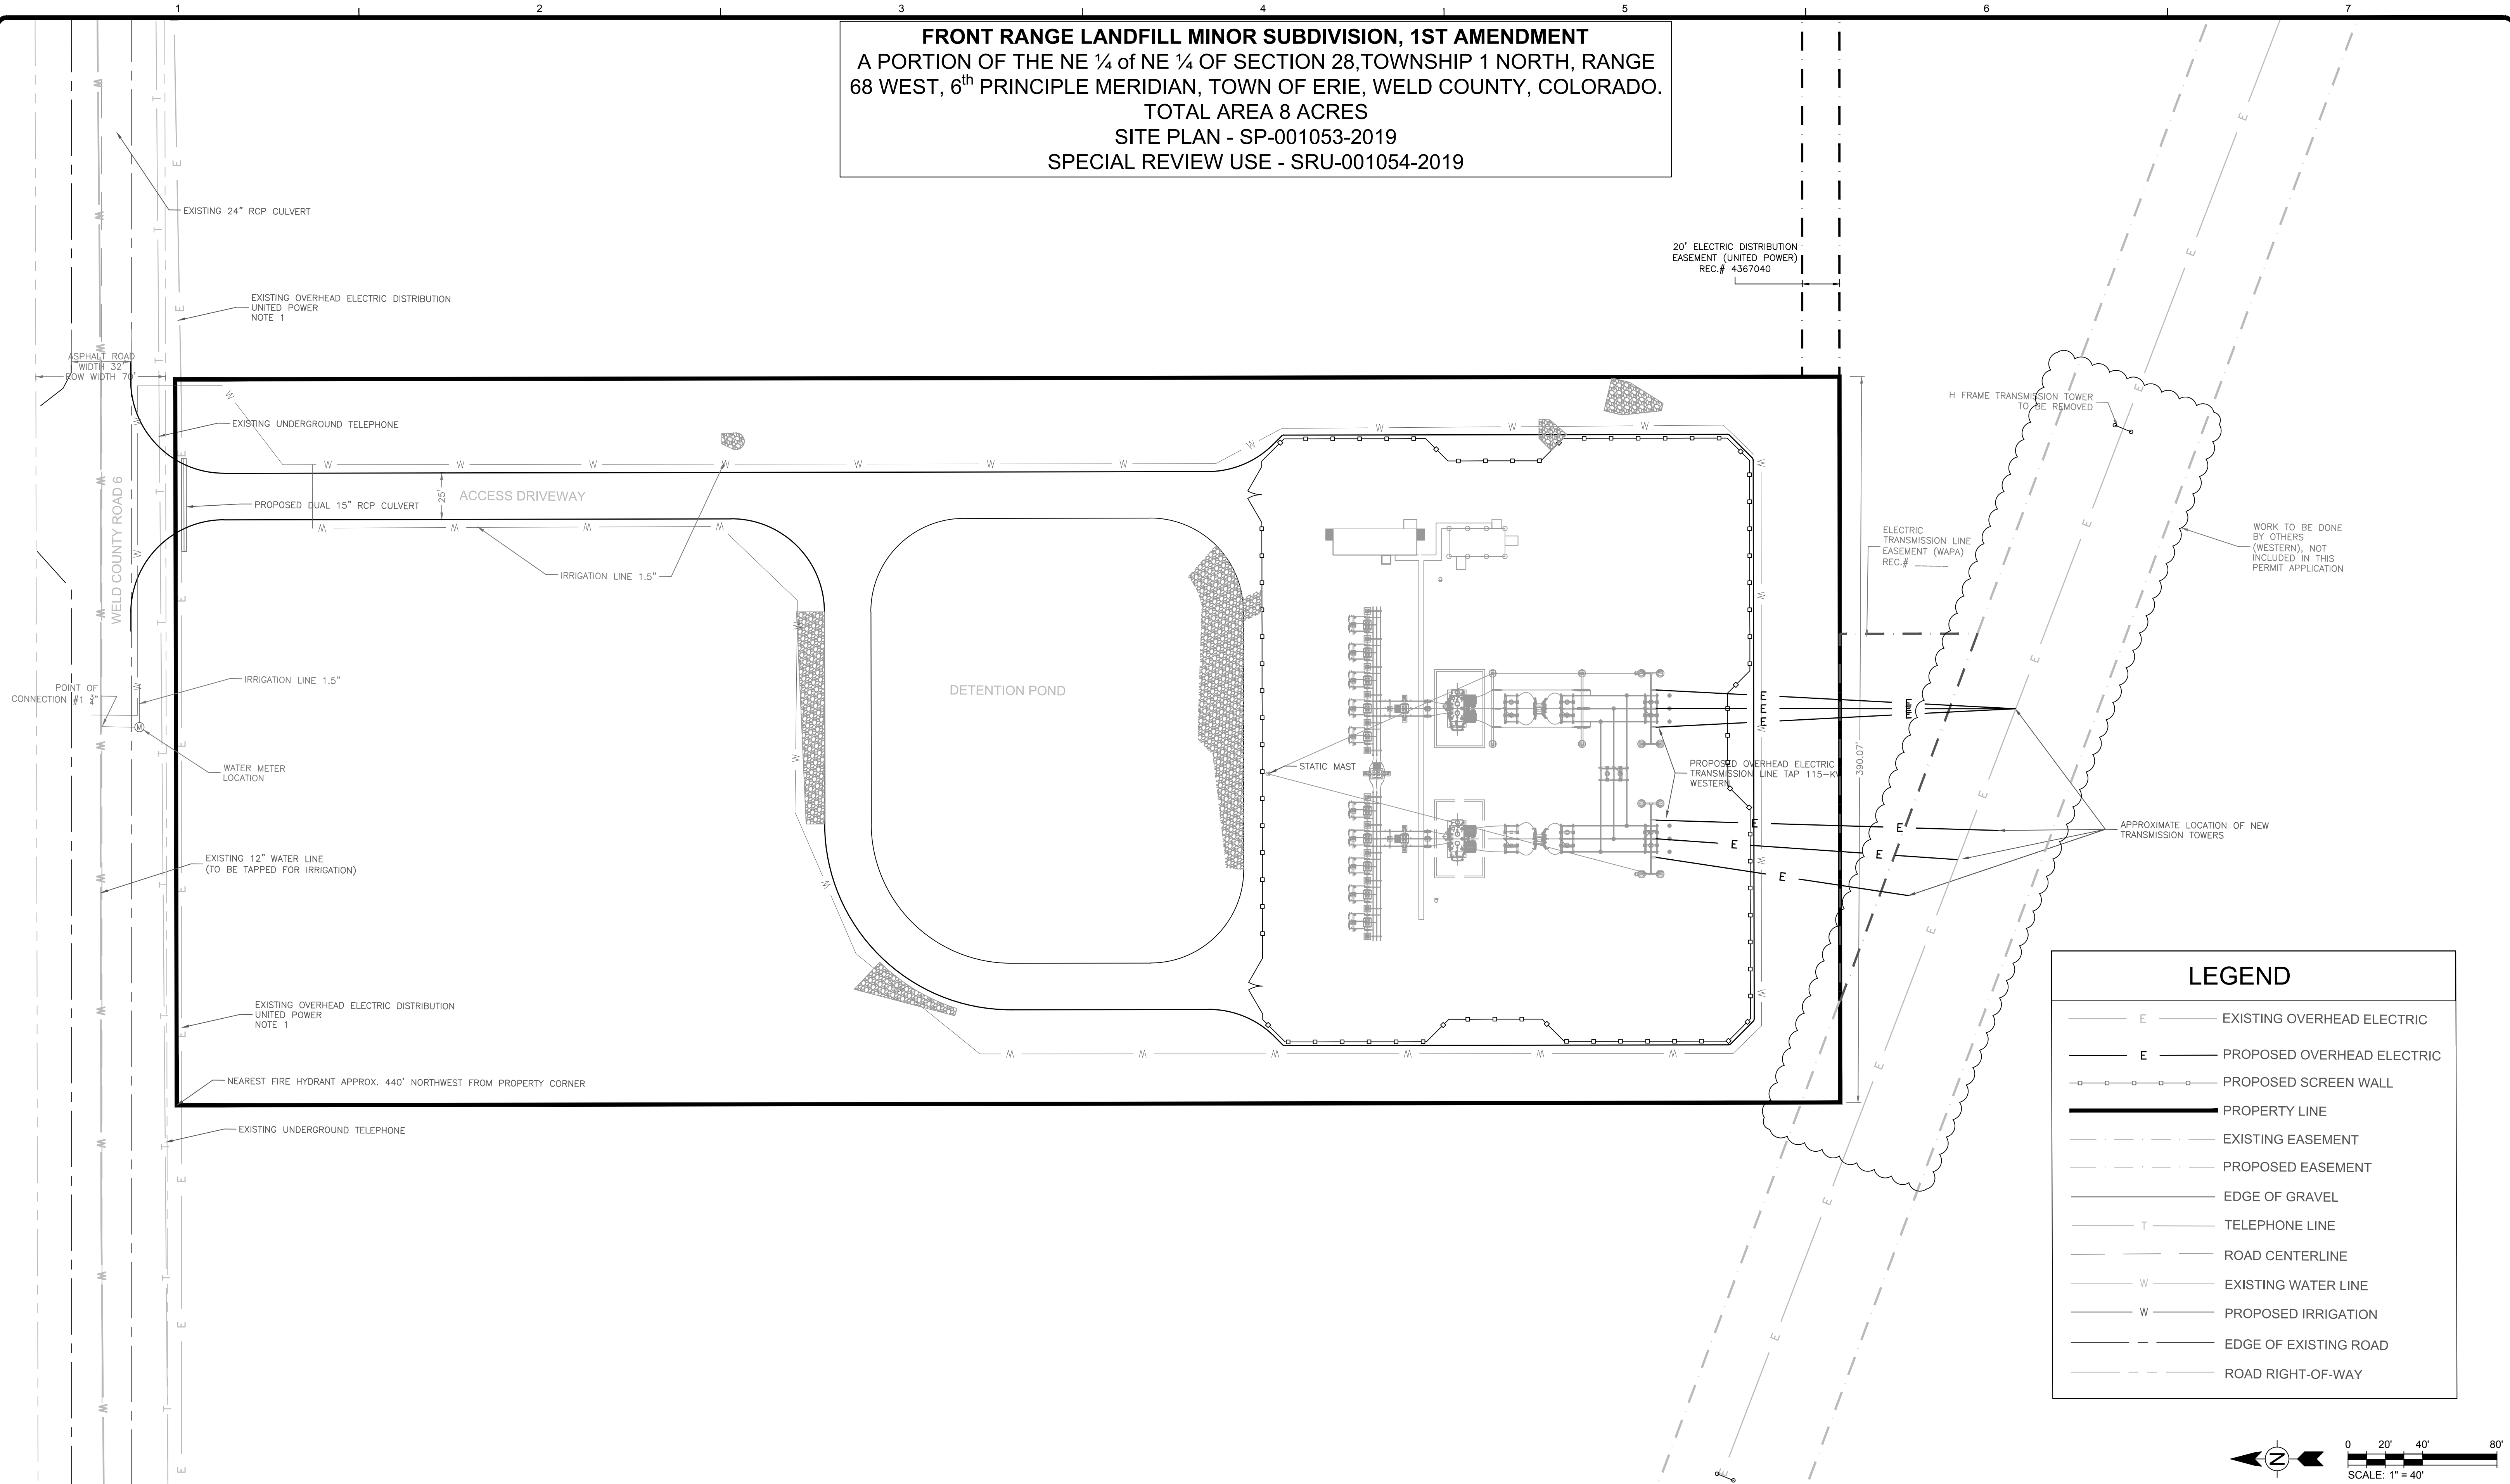 1 2 3 4 5 6 7
FRONT RANGE LANDFILL MINOR SUBDIVISION, 1ST AMENDMENT
A PORTION OF THE NE ¼ of NE ¼ OF SECTION 28,TOWNSHIP 1 NORTH, RANGE
68 WEST, 6th PRINCIPLE MERIDIAN, TOWN OF ERIE, WELD COUNTY, COLORADO.
TOTAL AREA 8 ACRES
SITE PLAN - SP-001053-2019
SPECIAL REVIEW USE - SRU-001054-2019
EXISTING 24" RCP CULVERT
EXISTING OVERHEAD ELECTRIC DISTRIBUTION
UNITED POWER
NOTE 1
20' ELECTRIC DISTRIBUTION
EASEMENT (UNITED POWER)
REC.# 4367040
ASPHALT ROAD
WIDTH 32'
ROW WIDTH 70'
EXISTING UNDERGROUND TELEPHONE
H FRAME TRANSMISSION TOWER
TO BE REMOVED
WELD COUNTY ROAD 6
PROPOSED DUAL 15" RCP CULVERT
25'
ACCESS DRIVEWAY
IRRIGATION LINE 1.5"
ELECTRIC
TRANSMISSION LINE
EASEMENT (WAPA)
REC.# _____
WORK TO BE DONE
BY OTHERS
(WESTERN), NOT
INCLUDED IN THIS
PERMIT APPLICATION
POINT OF
CONNECTION #1 ¾"
IRRIGATION LINE 1.5"
DETENTION POND
WATER METER
LOCATION
M
STATIC MAST
PROPOSED OVERHEAD ELECTRIC
TRANSMISSION LINE TAP 115-KV
WESTERN
390.07'
APPROXIMATE LOCATION OF NEW
TRANSMISSION TOWERS
EXISTING 12" WATER LINE
(TO BE TAPPED FOR IRRIGATION)
EXISTING OVERHEAD ELECTRIC DISTRIBUTION
UNITED POWER
NOTE 1
NEAREST FIRE HYDRANT APPROX. 440' NORTHWEST FROM PROPERTY CORNER
EXISTING UNDERGROUND TELEPHONE
LEGEND
E EXISTING OVERHEAD ELECTRIC
E PROPOSED OVERHEAD ELECTRIC
PROPOSED SCREEN WALL
PROPERTY LINE
EXISTING EASEMENT
PROPOSED EASEMENT
EDGE OF GRAVEL
T TELEPHONE LINE
ROAD CENTERLINE
W EXISTING WATER LINE
W PROPOSED IRRIGATION
EDGE OF EXISTING ROAD
ROAD RIGHT-OF-WAY
N
0 20' 40' 80'
SCALE: 1" = 40'